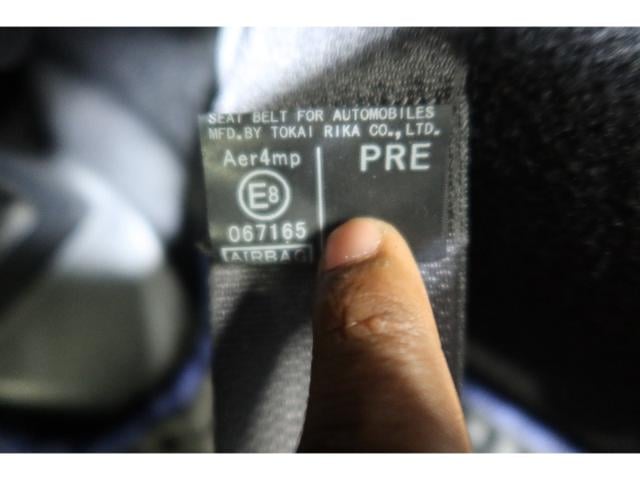 SEAT BELT FOR AUTOMOBILES
MFD.BY TOKAI RIKA CO.,LTD.
Aer4mp
PRE
E8
067165
AIRBAG